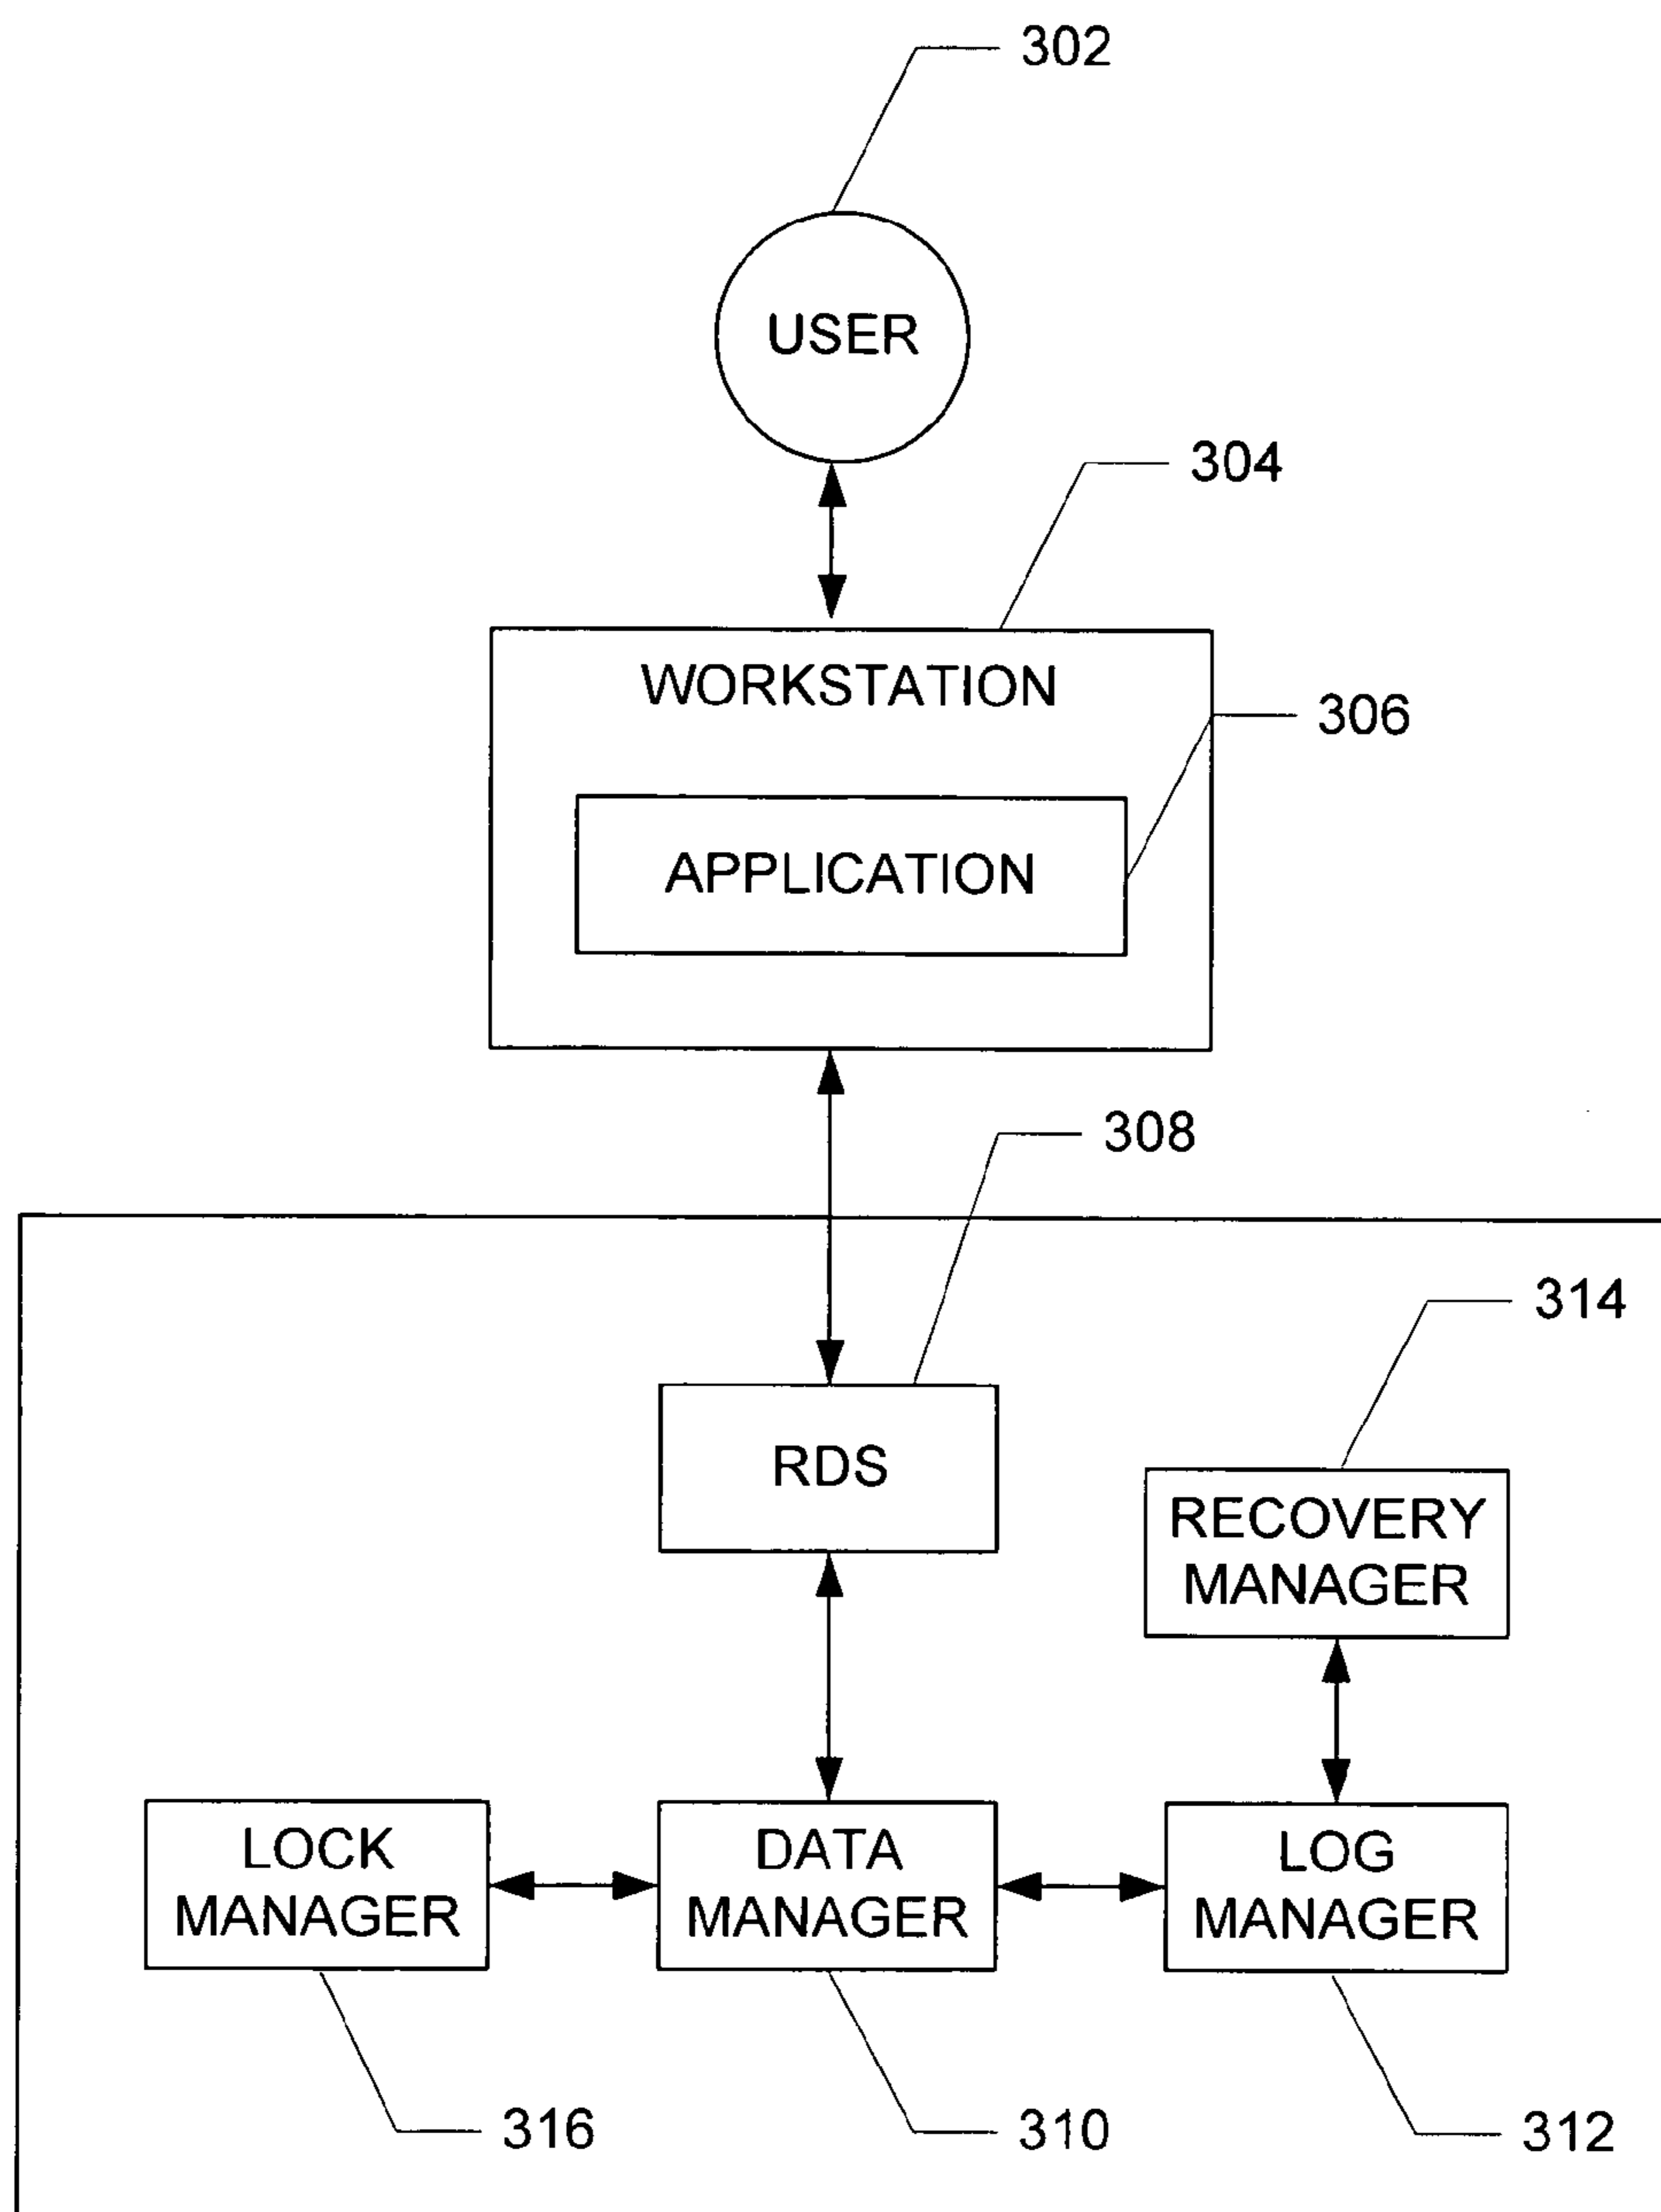 302
USER
304
WORKSTATION
306
APPLICATION
308
314
RDS
RECOVERY
MANAGER
LOCK
MANAGER
DATA
MANAGER
LOG
MANAGER
316
310
312